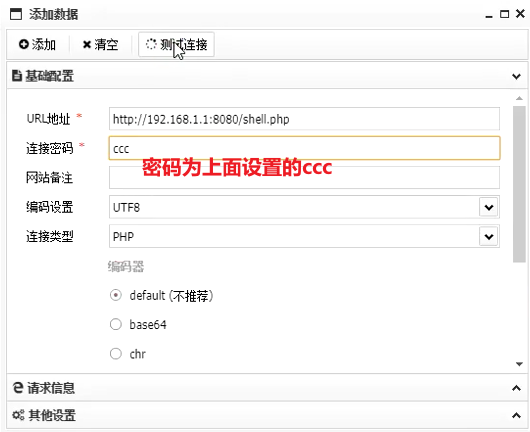 添加数据
添加 清空 测试连接
基础配置
URL地址 * http://192.168.1.1:8080/shell.php
连接密码 * ccc
密码为上面设置的ccc
网站备注
编码设置 UTF8
连接类型 PHP
编码器
default (不推荐)
base64
chr
请求信息
其他设置